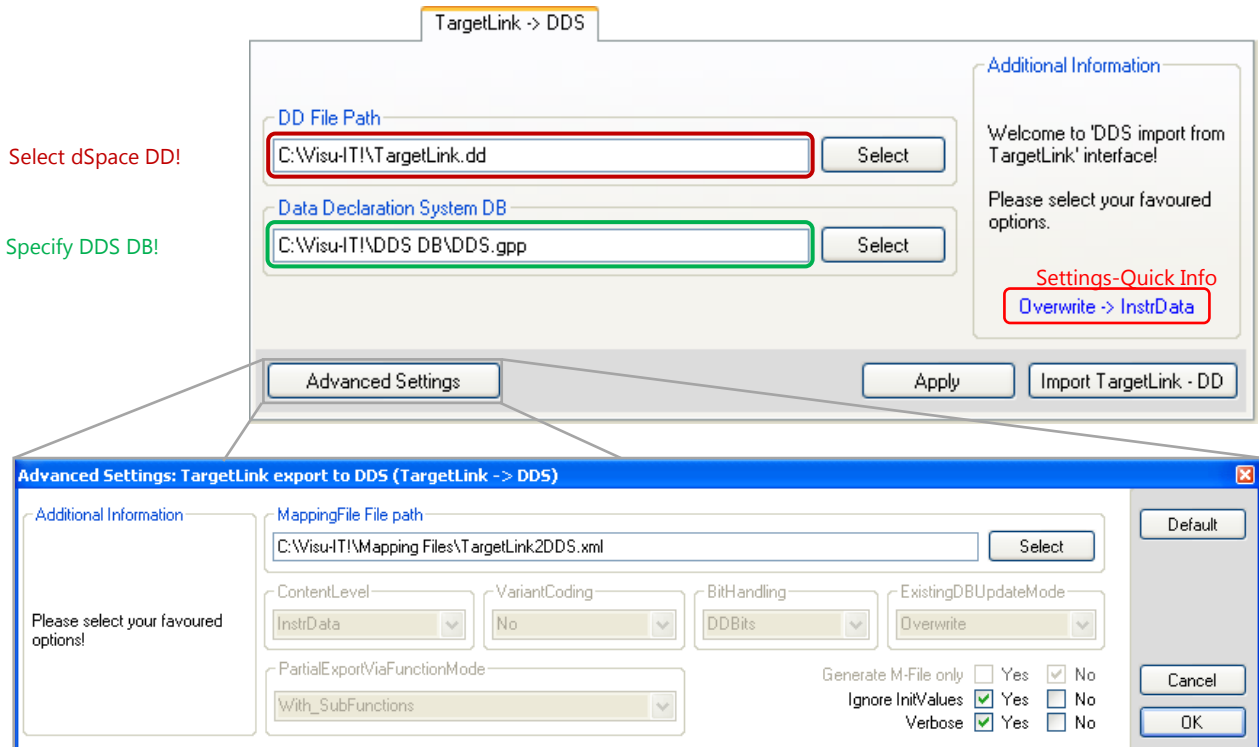 TargetLink -> DDS
Additional Information
DD File Path
Select dSpace DD!
C:\Visu-IT!\TargetLink.dd
Select
Welcome to 'DDS import from
TargetLink' interface!
Data Declaration System DB
Please select your favoured
options.
Specify DDS DB!
C:\Visu-IT!\DDS DB\DDS.gpp
Select
Settings-Quick Info
Overwrite -> InstrData
Advanced Settings
Apply
Import TargetLink - DD
Advanced Settings: TargetLink export to DDS (TargetLink -> DDS)
Additional Information
Please select your favoured
options!
MappingFile File path
C:\Visu-IT!\Mapping Files\TargetLink2DDS.xml
Select
Default
ContentLevel
InstrData
VariantCoding
No
BitHandling
DDBits
ExistingDBUpdateMode
Overwrite
PartialExportViaFunctionMode
With_SubFunctions
Generate M-File only Yes No
Ignore InitValues Yes No
Verbose Yes No
Cancel
OK